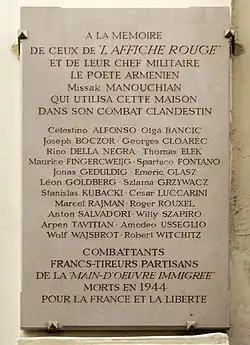 A LA MEMOIRE
DE CEUX DE "L'AFFICHE ROUGE"
ET DE LEUR CHEF MILITAIRE
LE POETE ARMENIEN
Missak MANOUCHIAN
QUI UTILISA CETTE MAISON
DANS SON COMBAT CLANDESTIN
Celestino ALFONSO · Olga BANCIC
Joseph BOCZOR · Georges CLOAREC
Rino DELLA NEGRA · Thomas ELEK
Maurice FINGERCWEIJG · Spartaco FONTANO
Jonas GEDULDIG · Emeric GLASZ
Léon GOLDBERG · Szlama GRZYWACZ
Stanislas KUBACKI · Cesar LUCCARINI
Marcel RAJMAN · Roger ROUXEL
Anton SALVADORI · Willy SZAPIRO
Arpen TAVITIAN · Amedeo USSEGLIO
Wolf WAJSBROT · Robert WITCHITZ
COMBATTANTS
FRANCS-TIREURS PARTISANS
DE LA "MAIN-D'OEUVRE IMMIGREE"
MORTS EN 1944
POUR LA FRANCE ET LA LIBERTE